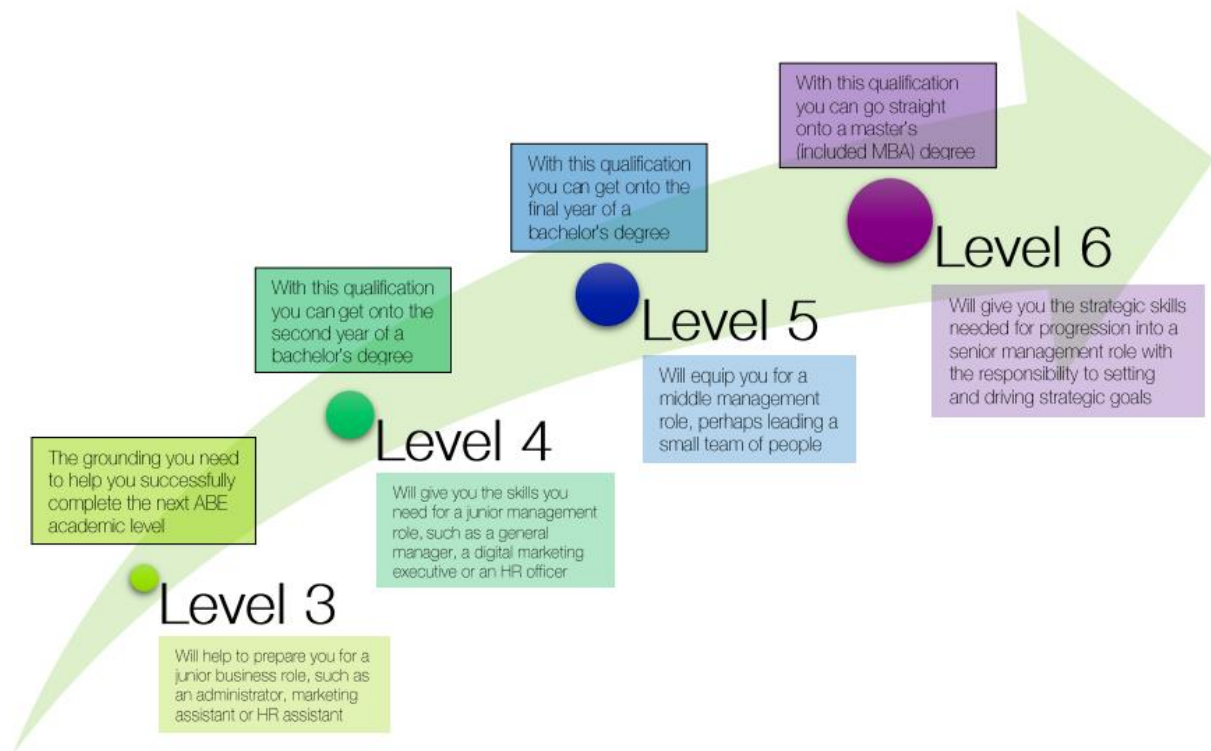 With this qualification
you can go straight
onto a master's
(included MBA) degree
Level 6
Will give you the strategic skills
needed for progression into a
senior management role with
the responsibility to setting
and driving strategic goals
With this qualification
you can get onto the
final year of a
bachelor's degree
Level 5
Will equip you for a
middle management
role, perhaps leading a
small team of people
With this qualification
you can get onto the
second year of a
bachelor's degree
Level 4
Will give you the skills you
need for a junior management
role, such as a general
manager, a digital marketing
executive or an HR officer
The grounding you need
to help you successfully
complete the next ABE
academic level
Level 3
Will help to prepare you for a
junior business role, such as
an administrator, marketing
assistant or HR assistant